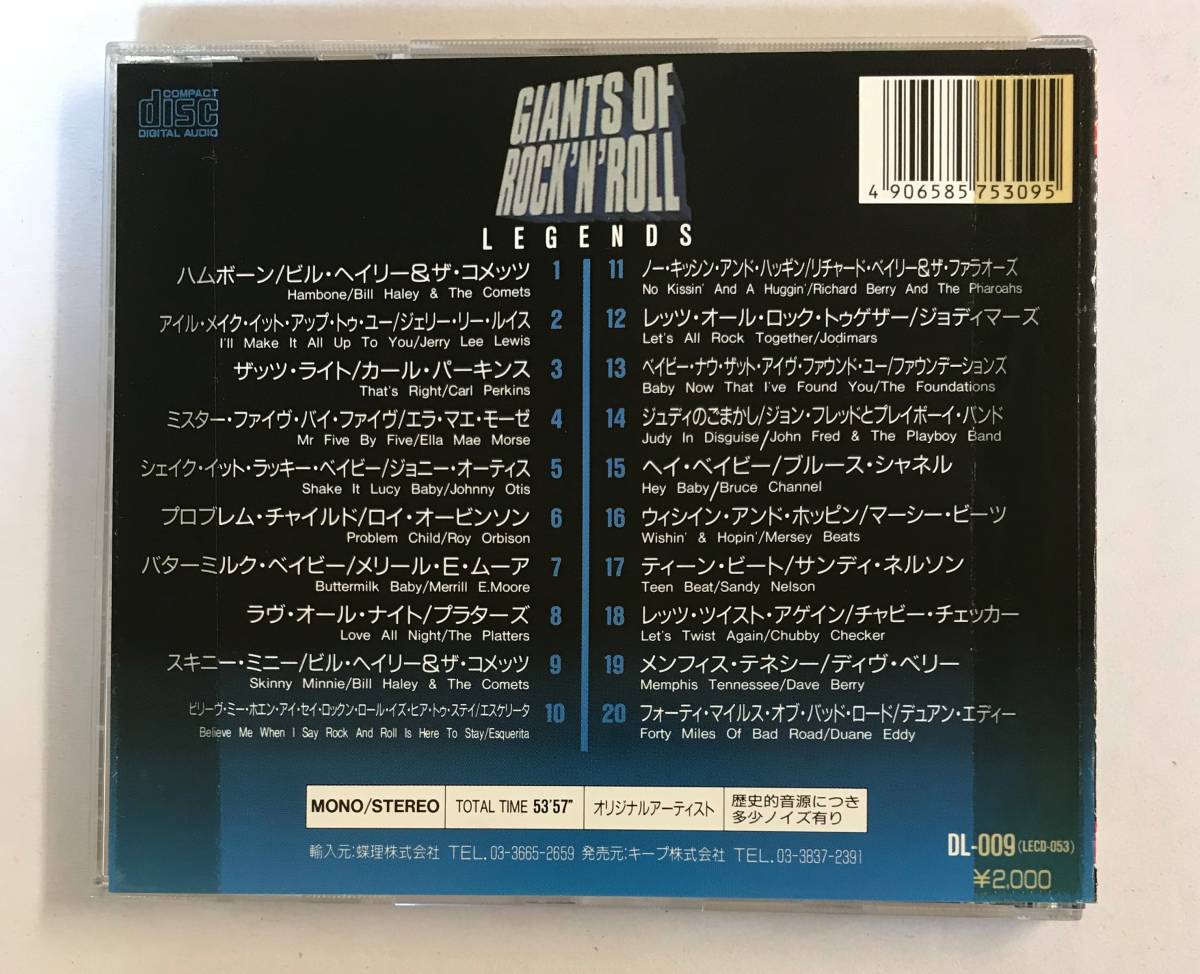 COMPACT
disc
DIGITAL AUDIO
GIANTS OF
ROCK'N'ROLL
LEGENDS
4 906585 753095
ハムボーン/ビル・ヘイリー&ザ・コメッツ 1
Hambone/Bill Haley & The Comets
アイル・メイク・イット・アップ・トゥ・ユー/ジェリー・リー・ルイス 2
I'll Make It All Up To You/Jerry Lee Lewis
ザッツ・ライト/カール・パーキンス 3
That's Right/Carl Perkins
ミスター・ファイヴ・バイ・ファイヴ/エラ・マエ・モーゼ 4
Mr Five By Five/Ella Mae Morse
シェイク・イット・ラッキー・ベイビー/ジョニー・オーティス 5
Shake It Lucy Baby/Johnny Otis
プロブレム・チャイルド/ロイ・オービンソン 6
Problem Child/Roy Orbison
バターミルク・ベイビー/メリール・E・ムーア 7
Buttermilk Baby/Merrill E.Moore
ラヴ・オール・ナイト/プラターズ 8
Love All Night/The Platters
スキニー・ミニー/ビル・ヘイリー&ザ・コメッツ 9
Skinny Minnie/Bill Haley & The Comets
ビリーヴ・ミー・ホエン・アイ・セイ・ロックン・ロール・イズ・ヒア・トゥ・ステイ/エスケリータ 10
Believe Me When I Say Rock And Roll Is Here To Stay/Esquerita
11 ノー・キッシン・アンド・ハッギン/リチャード・ベイリー&ザ・ファラオーズ
No Kissin' And A Huggin'/Richard Berry And The Pharoahs
12 レッツ・オール・ロック・トゥゲザー/ジョディマーズ
Let's All Rock Together/Jodimars
13 ベイビー・ナウ・ザット・アイヴ・ファウンド・ユー/ファウンデーションズ
Baby Now That I've Found You/The Foundations
14 ジュディのごまかし/ジョン・フレッドとプレイボーイ・バンド
Judy In Disguise/John Fred & The Playboy Band
15 ヘイ・ベイビー/ブルース・シャネル
Hey Baby/Bruce Channel
16 ウィシイン・アンド・ホッピン/マーシー・ビーツ
Wishin' & Hopin'/Mersey Beats
17 ティーン・ビート/サンディ・ネルソン
Teen Beat/Sandy Nelson
18 レッツ・ツイスト・アゲイン/チャビー・チェッカー
Let's Twist Again/Chubby Checker
19 メンフィス・テネシー/ディヴ・ベリー
Memphis Tennessee/Dave Berry
20 フォーティ・マイルス・オブ・バッド・ロード/デュアン・エディー
Forty Miles Of Bad Road/Duane Eddy
MONO/STEREO
TOTAL TIME 53'57"
オリジナルアーティスト
歴史的音源につき
多少ノイズ有り
輸入元:蝶理株式会社 TEL.03-3665-2659 発売元:キープ株式会社 TEL.03-3837-2391
DL-009(LECD-053)
¥2,000